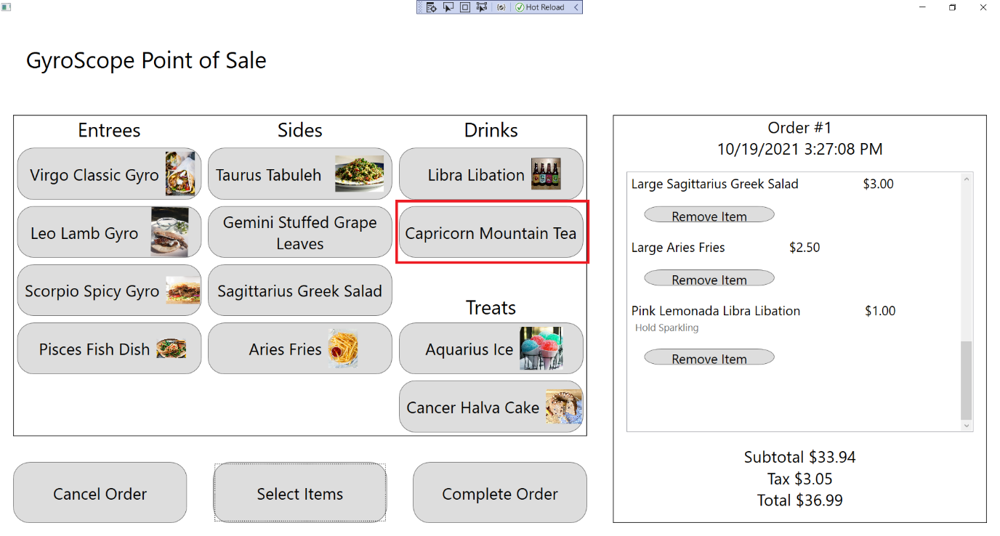 Hot Reload
GyroScope Point of Sale
Entrees
Virgo Classic Gyro
Leo Lamb Gyro
Scorpio Spicy Gyro
Pisces Fish Dish
Sides
Taurus Tabuleh
Gemini Stuffed Grape
Leaves
Sagittarius Greek Salad
Aries Fries
Drinks
Libra Libation
Capricorn Mountain Tea
Treats
Aquarius Ice
Cancer Halva Cake
Cancel Order
Select Items
Complete Order
Order #1
10/19/2021 3:27:08 PM
Large Sagittarius Greek Salad $3.00
Remove Item
Large Aries Fries $2.50
Remove Item
Pink Lemonada Libra Libation $1.00
Hold Sparkling
Remove Item
Subtotal $33.94
Tax $3.05
Total $36.99